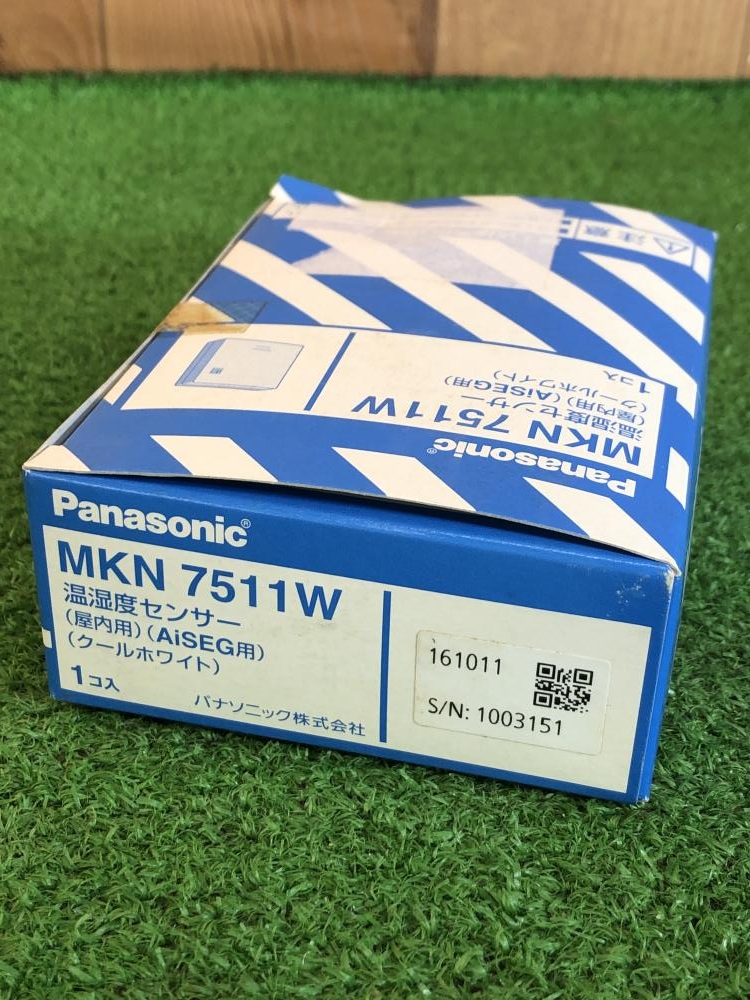 注意
Panasonic®
MKN 7511W
温湿度センサー
(屋内用)(AiSEG用)
(クールホワイト)
1コ入
Panasonic®
MKN 7511W
温湿度センサー
(屋内用)(AiSEG用)
(クールホワイト)
1コ入
パナソニック株式会社
161011
S/N: 1003151